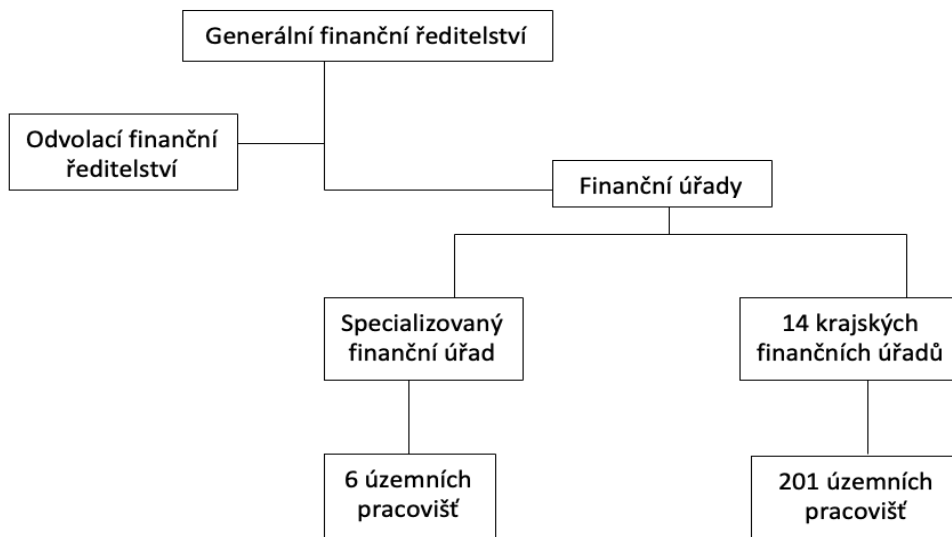 Generální finanční ředitelství
Odvolací finanční
ředitelství
Finanční úřady
Specializovaný
finanční úřad
14 krajských
finančních úřadů
6 územních
pracovišť
201 územních
pracovišť